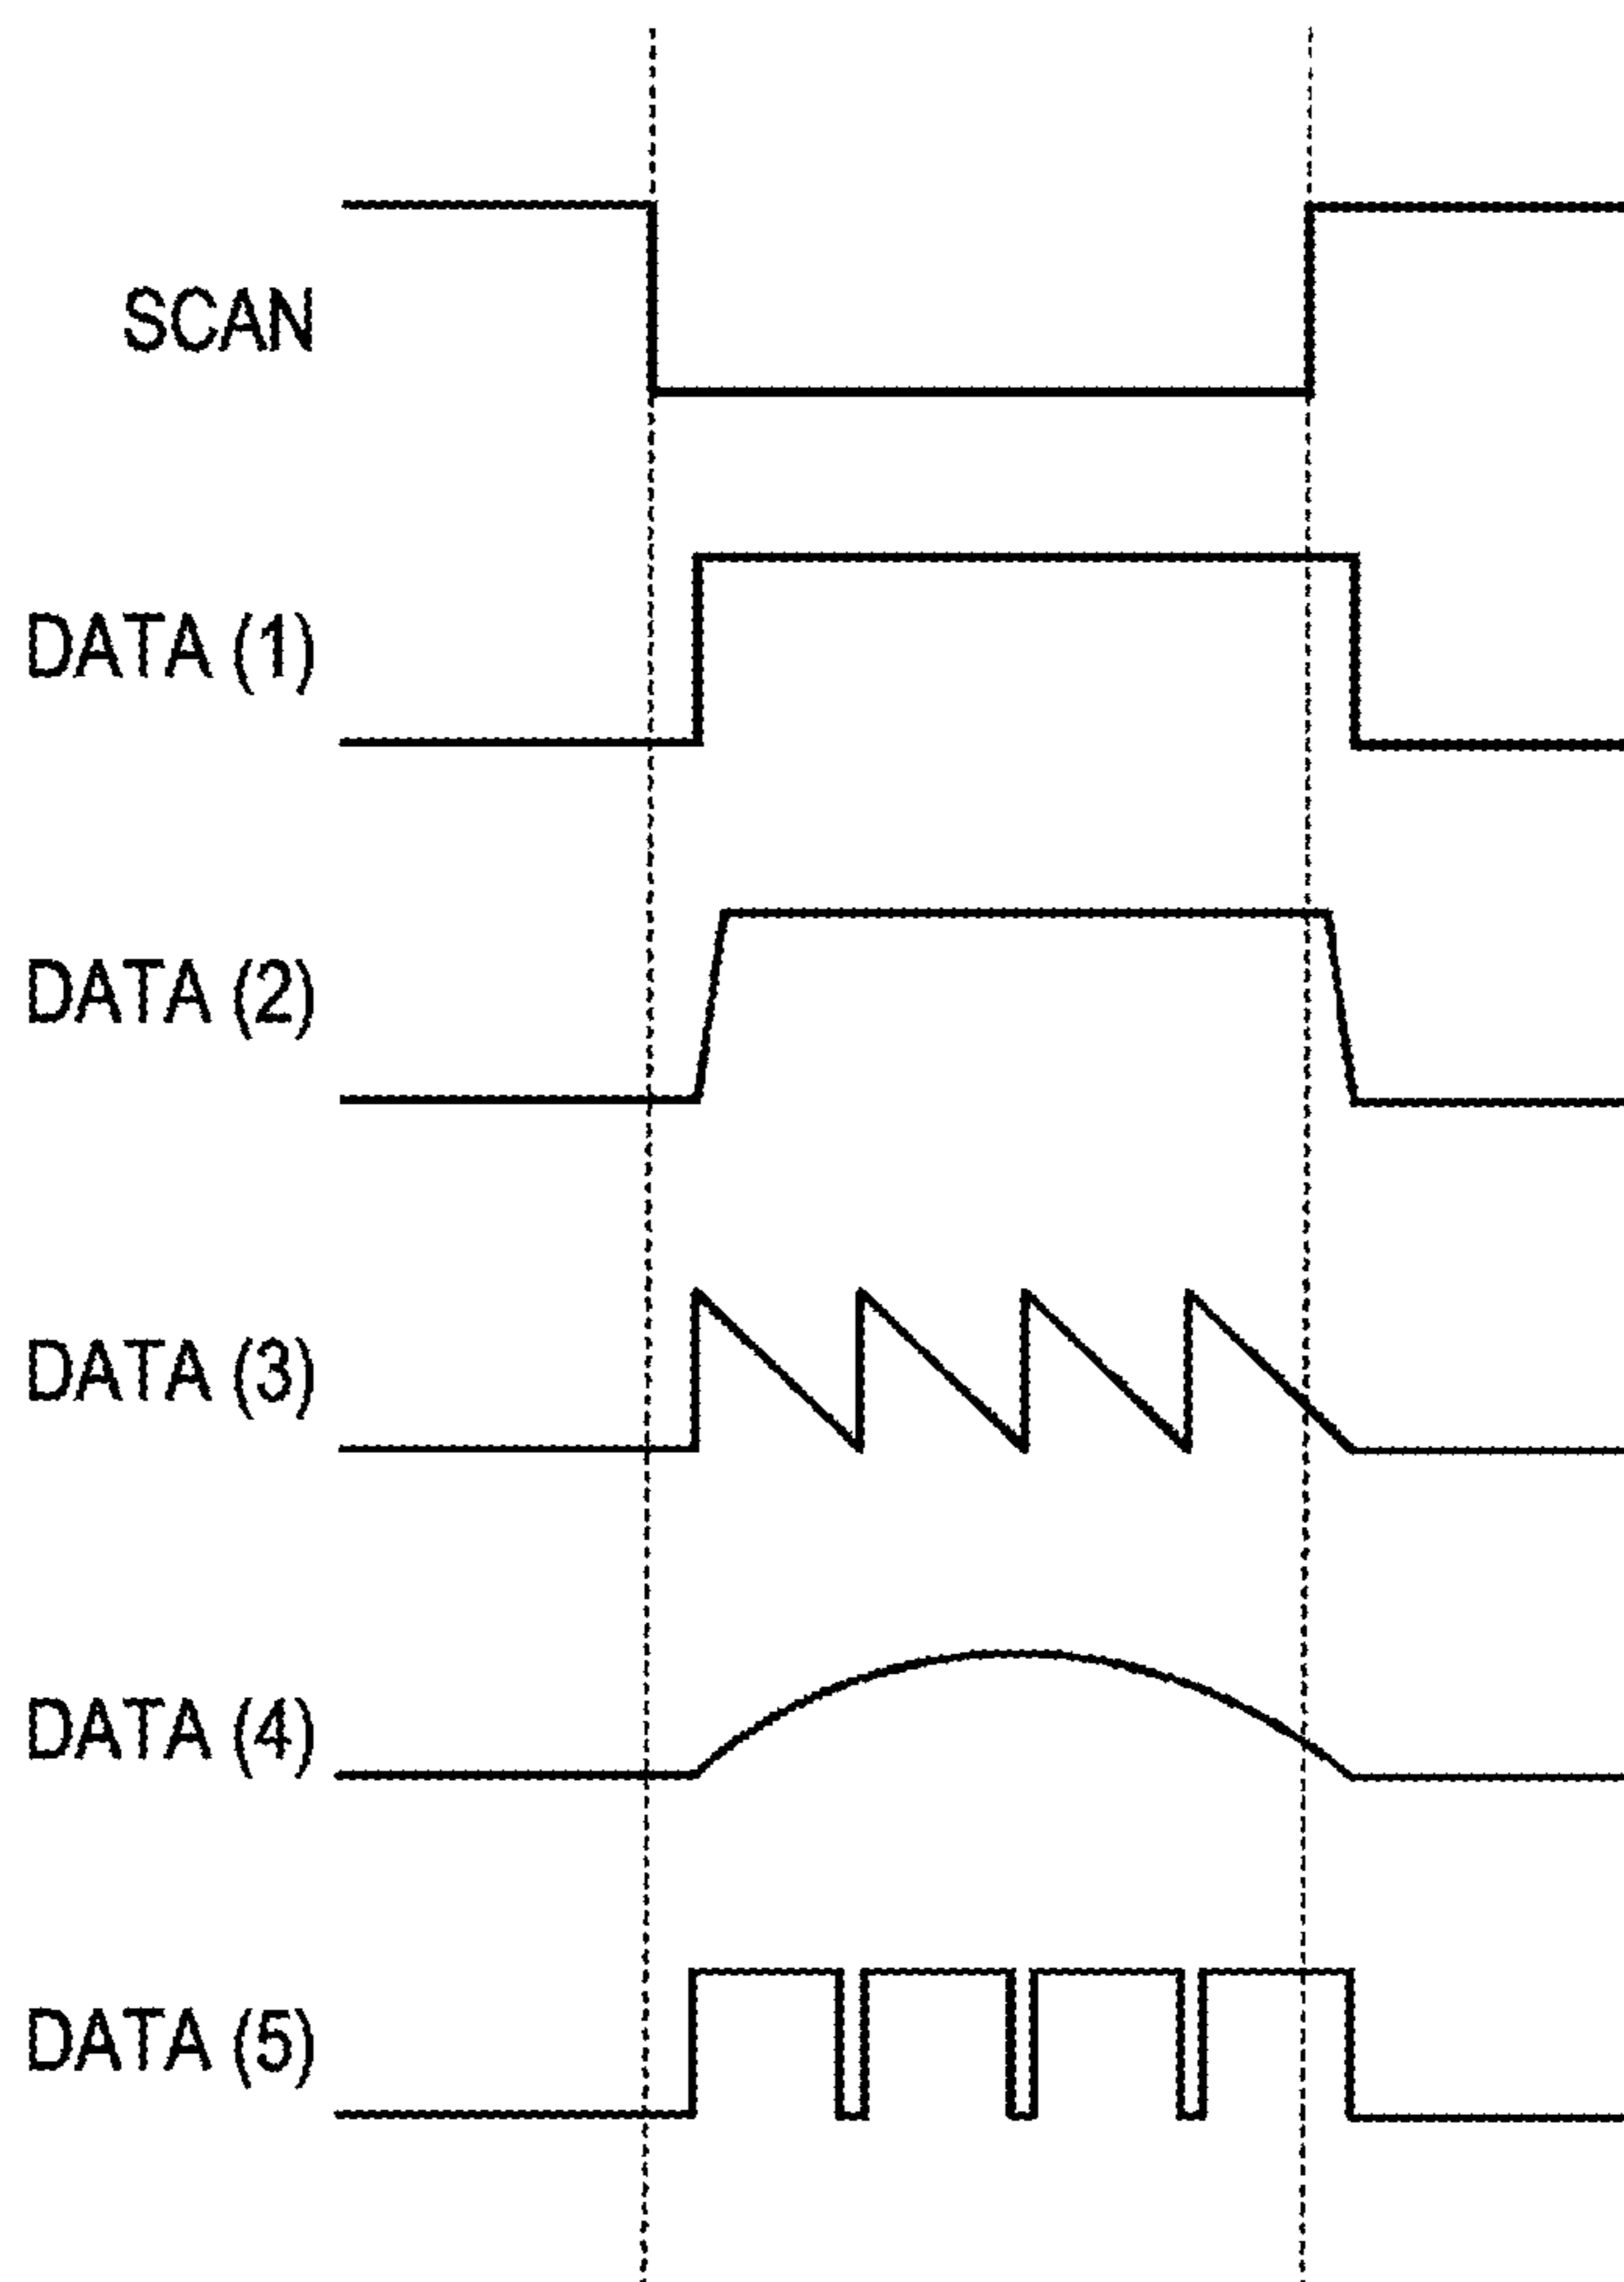 SCAN
DATA (1)
DATA (2)
DATA (3)
DATA (4)
DATA (5)